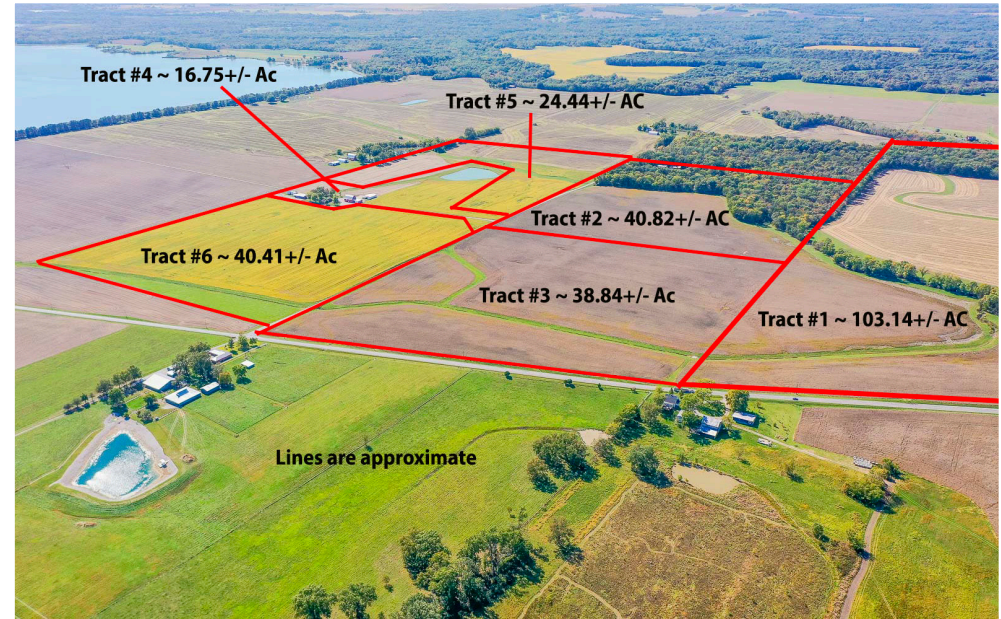 Tract #4 ~ 16.75+/- Ac
Tract #5 ~ 24.44+/- AC
Tract #2 ~ 40.82+/- AC
Tract #6 ~ 40.41+/- Ac
Tract #3 ~ 38.84+/- Ac
Tract #1 ~ 103.14+/- AC
Lines are approximate